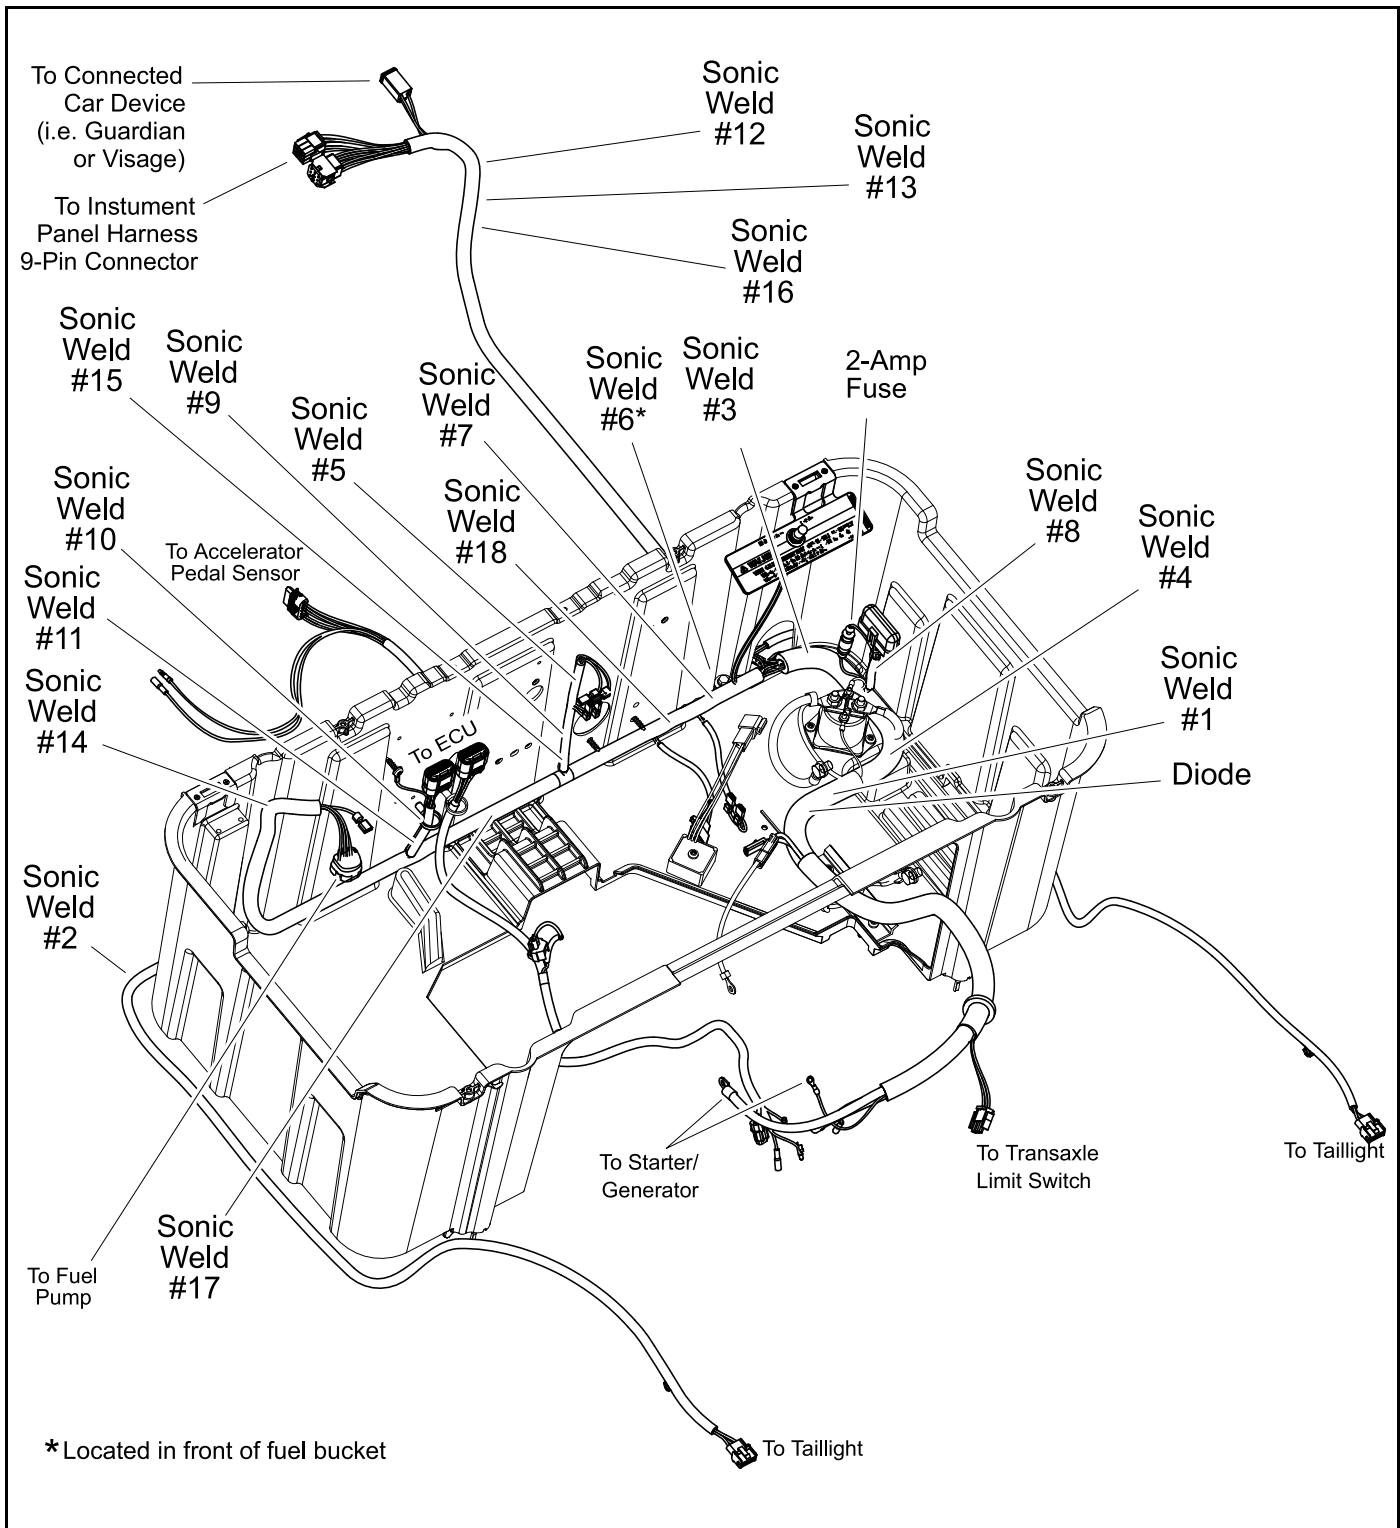 To Connected
Car Device
(i.e. Guardian
or Visage)
To Instument
Panel Harness
9-Pin Connector
Sonic
Weld
#12
Sonic
Weld
#13
Sonic
Weld
#16
Sonic
Weld
#15
Sonic
Weld
#9
Sonic
Weld
#5
Sonic
Weld
#7
Sonic
Weld
#18
Sonic
Weld
#6*
Sonic
Weld
#3
2-Amp
Fuse
Sonic
Weld
#8
Sonic
Weld
#4
Sonic
Weld
#1
Diode
Sonic
Weld
#10
To Accelerator
Pedal Sensor
Sonic
Weld
#11
Sonic
Weld
#14
To ECU
Sonic
Weld
#2
To Fuel
Pump
Sonic
Weld
#17
To Starter/
Generator
To Transaxle
Limit Switch
To Taillight
To Taillight
* Located in front of fuel bucket